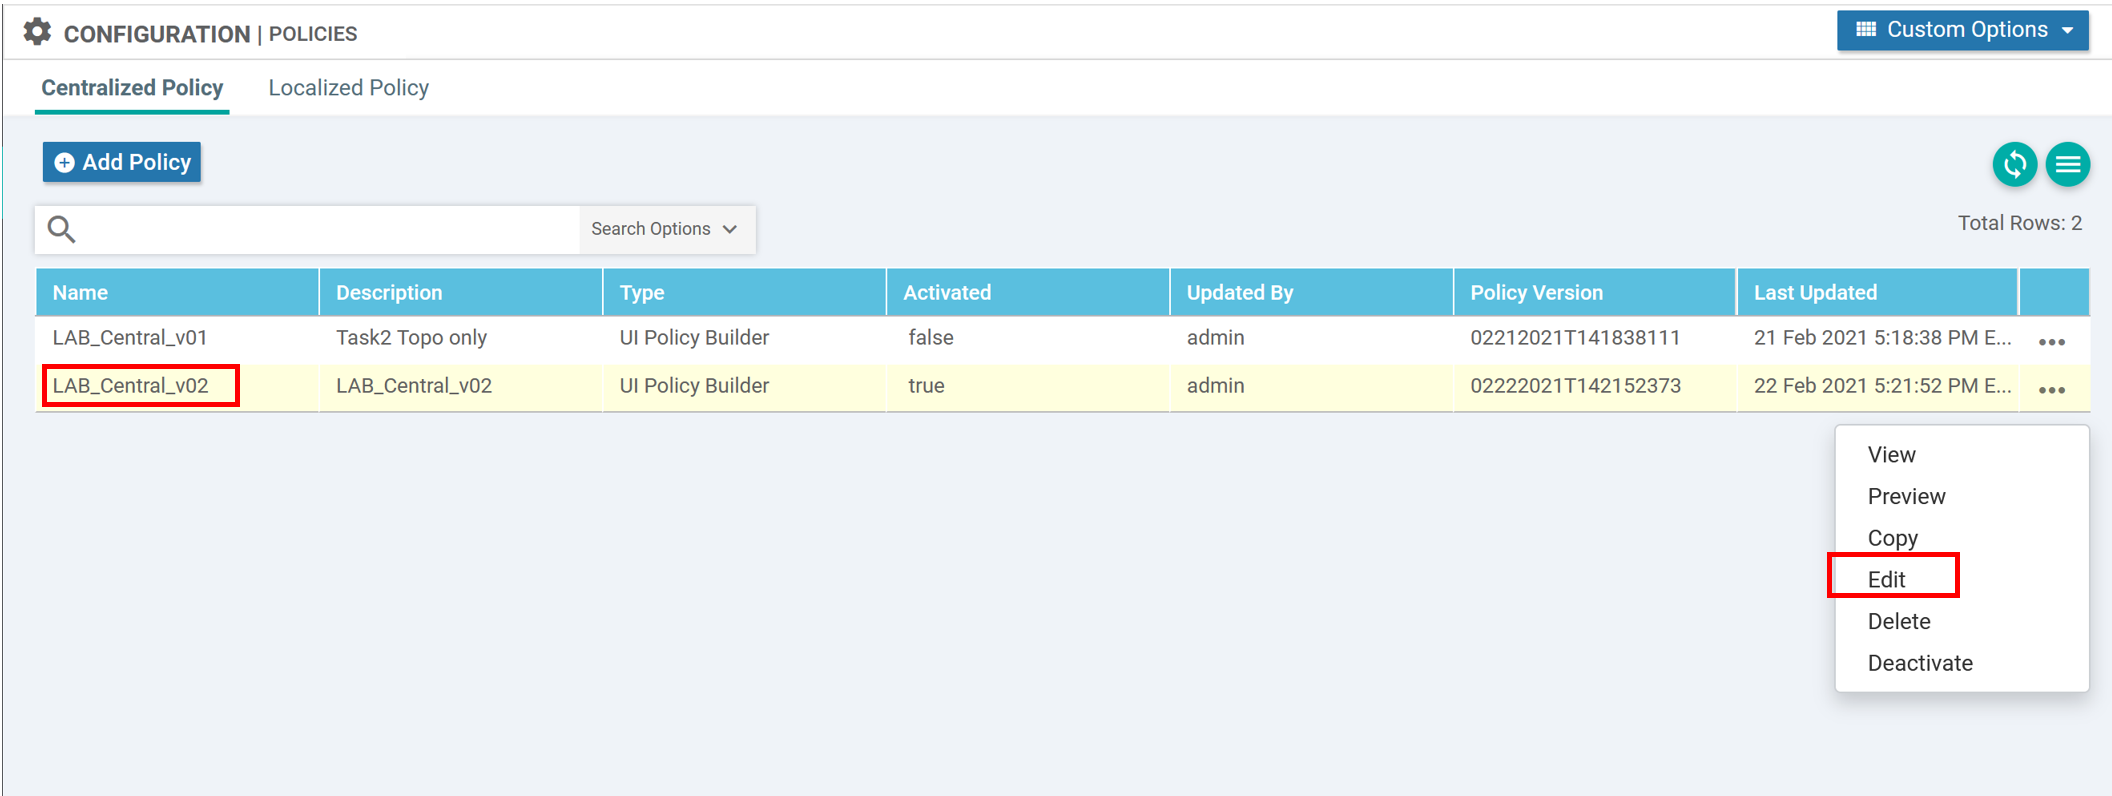 CONFIGURATION | POLICIES
Custom Options
Centralized Policy Localized Policy
Add Policy
Search Options
Total Rows: 2
Name Description Type Activated Updated By Policy Version Last Updated
LAB_Central_v01 Task2 Topo only UI Policy Builder false admin 02212021T141838111 21 Feb 2021 5:18:38 PM E...
LAB_Central_v02 LAB_Central_v02 UI Policy Builder true admin 02222021T142152373 22 Feb 2021 5:21:52 PM E...
View
Preview
Copy
Edit
Delete
Deactivate